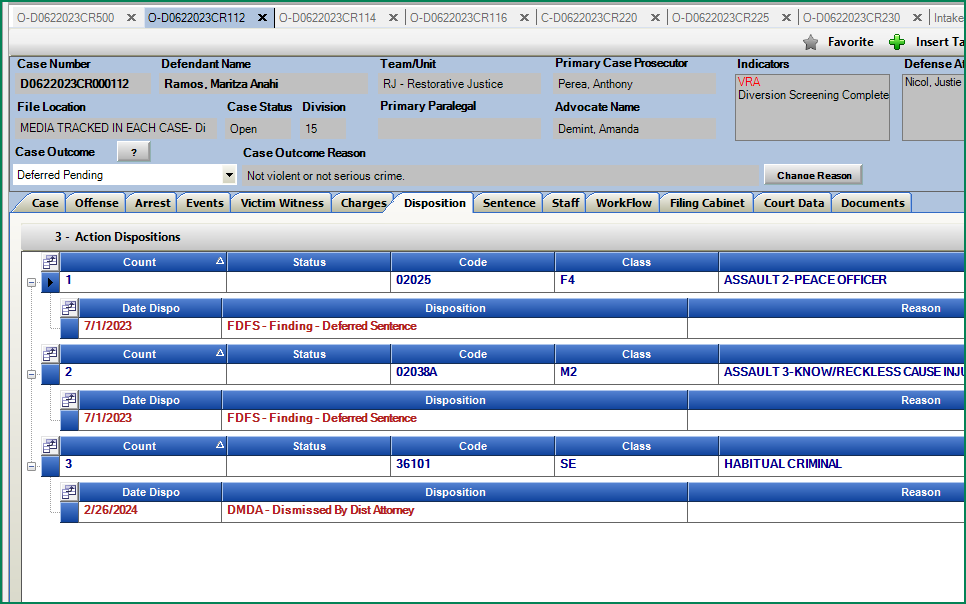 O-D0622023CR500 O-D0622023CR112 O-D0622023CR114 O-D0622023CR116 C-D0622023CR220 O-D0622023CR225 O-D0622023CR230 Intake
Favorite Insert Ta
Case Number Defendant Name Team/Unit Primary Case Prosecutor Indicators Defense At
D0622023CR000112 Ramos, Maritza Anahi RJ - Restorative Justice Perea, Anthony VRA Nicol, Justie
Diversion Screening Complete
File Location Case Status Division Primary Paralegal Advocate Name
MEDIA TRACKED IN EACH CASE- Di Open 15 Demint, Amanda
Case Outcome ? Case Outcome Reason
Deferred Pending Not violent or not serious crime. Change Reason
Case Offense Arrest Events Victim Witness Charges Disposition Sentence Staff WorkFlow Filing Cabinet Court Data Documents
3 - Action Dispositions
Count Status Code Class
1 02025 F4 ASSAULT 2-PEACE OFFICER
Date Dispo Disposition Reason
7/1/2023 FDFS - Finding - Deferred Sentence
Count Status Code Class
2 02038A M2 ASSAULT 3-KNOW/RECKLESS CAUSE INJU
Date Dispo Disposition Reason
7/1/2023 FDFS - Finding - Deferred Sentence
Count Status Code Class
3 36101 SE HABITUAL CRIMINAL
Date Dispo Disposition Reason
2/26/2024 DMDA - Dismissed By Dist Attorney